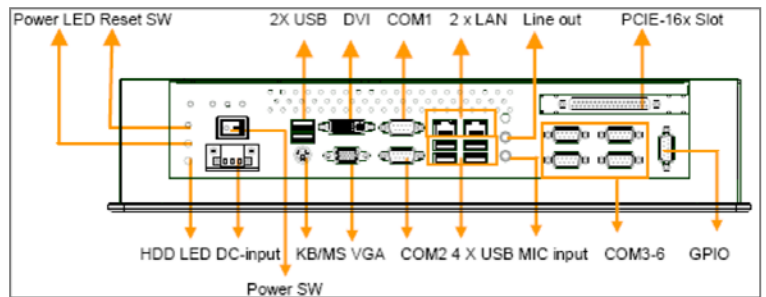 Power LED Reset SW 2X USB DVI COM1 2 x LAN Line out PCIE-16x Slot
HDD LED DC-input KB/MS VGA COM2 4 X USB MIC input COM3-6 GPIO
Power SW